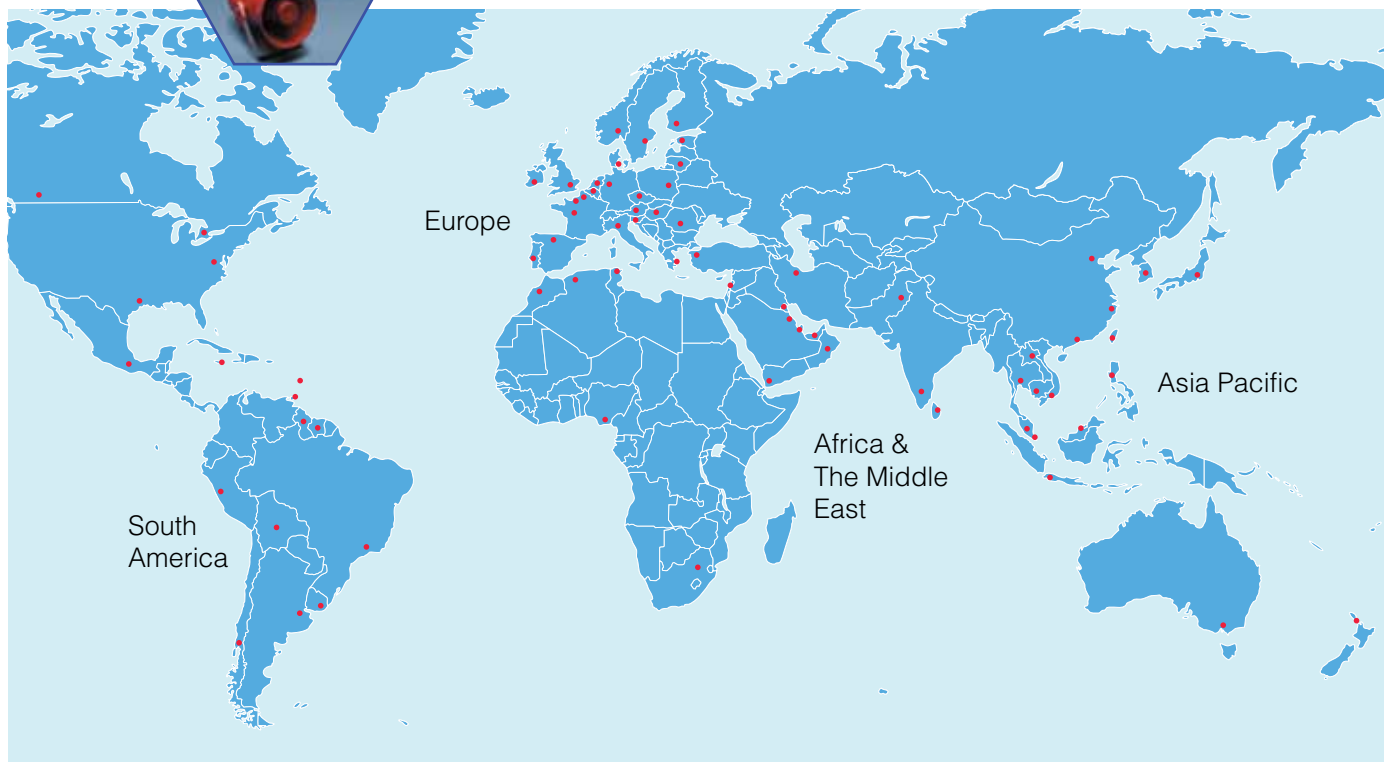 Europe
Asia Pacific
Africa &
The Middle
East
South
America